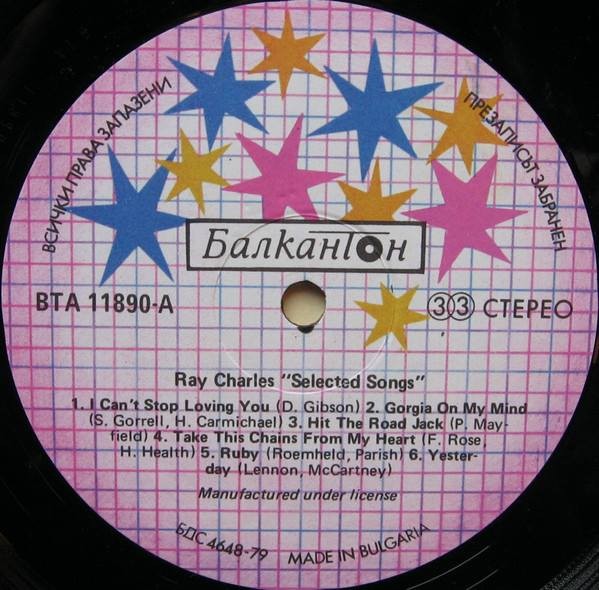 ВСИЧКИ ПРАВА ЗАПАЗЕНИ
ПРЕЗАПИСЪТ ЗАБРАНЕН
Балкантон
ВТА 11890-А
33 СТЕРЕО
Ray Charles "Selected Songs"
1. I Can't Stop Loving You (D. Gibson) 2. Gorgia On My Mind
(S. Gorrell, H. Carmichael) 3. Hit The Road Jack (P. May-
field) 4. Take This Chains From My Heart (F. Rose,
H. Health) 5. Ruby (Roemheld, Parish) 6. Yester-
day (Lennon, McCartney)
Manufactured under license
БДС 4648-79 MADE IN BULGARIA